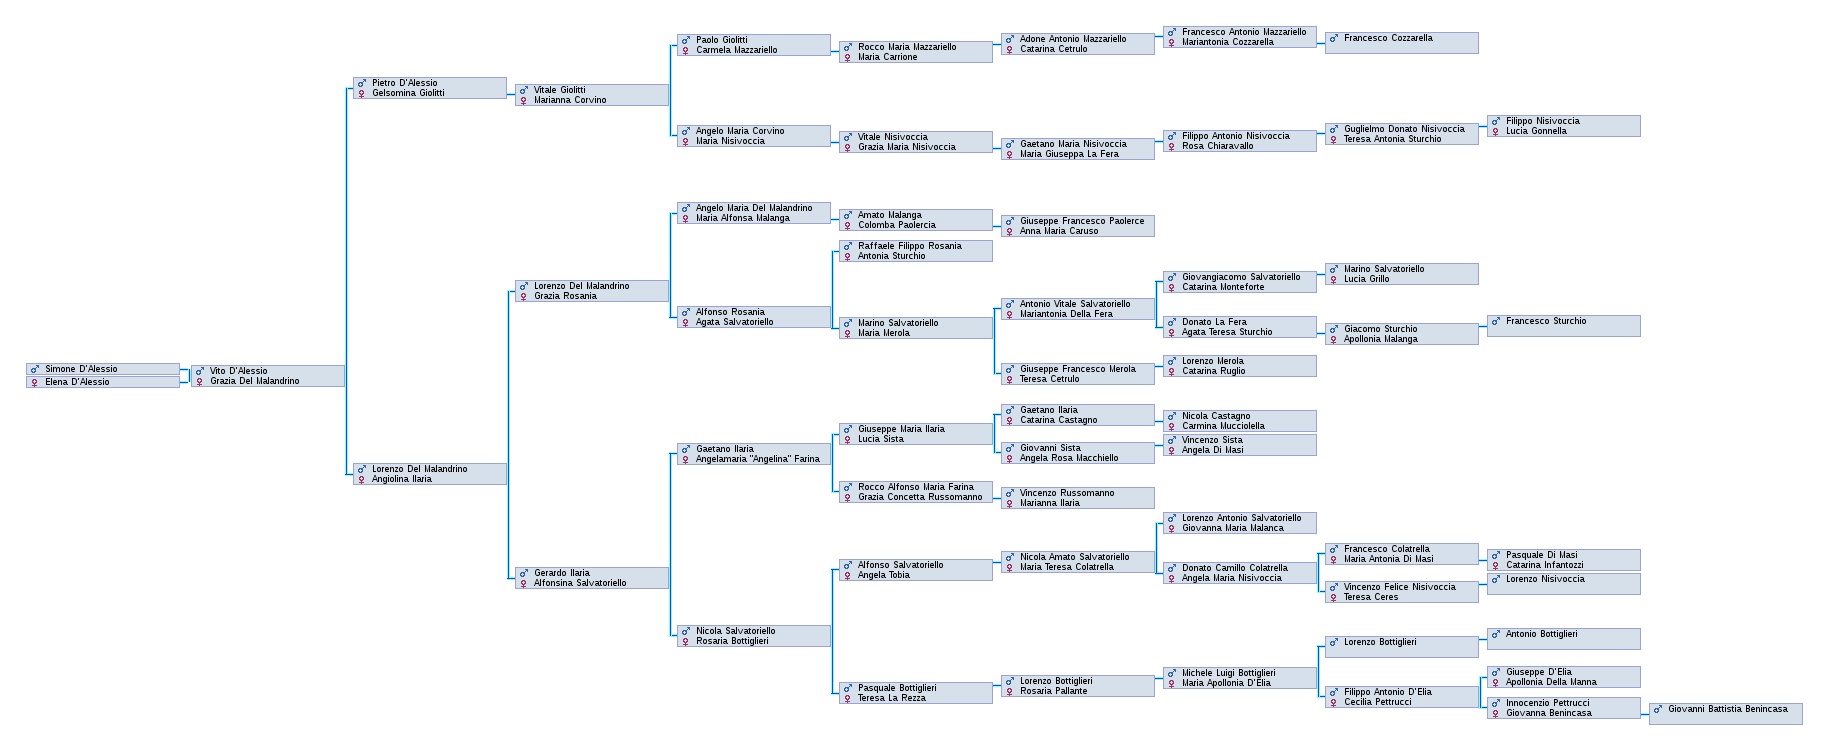 Simone D'Alessio
Elena D'Alessio
Vito D'Alessio
Grazia Del Malandrino
Pietro D'Alessio
Gelsomina Giolitti
Lorenzo Del Malandrino
Angiolina Ilaria
Vitale Giolitti
Marianna Corvino
Lorenzo Del Malandrino
Grazia Rosania
Gerardo Ilaria
Alfonsina Salvatoriello
Paolo Giolitti
Carmela Mazzariello
Angelo Maria Corvino
Maria Nisivoccia
Angelo Maria Del Malandrino
Maria Alfonsa Malanga
Alfonso Rosania
Agata Salvatoriello
Gaetano Ilaria
Angelamaria "Angelina" Farina
Nicola Salvatoriello
Rosaria Bottiglieri
Rocco Maria Mazzariello
Maria Carrione
Vitale Nisivoccia
Grazia Maria Nisivoccia
Amato Malanga
Colomba Paolercia
Raffaele Filippo Rosania
Antonia Sturchio
Marino Salvatoriello
Maria Merola
Giuseppe Maria Ilaria
Lucia Sista
Rocco Alfonso Maria Farina
Grazia Concetta Russomanno
Alfonso Salvatoriello
Angela Tobia
Pasquale Bottiglieri
Teresa La Rezza
Adone Antonio Mazzariello
Catarina Cetrulo
Gaetano Maria Nisivoccia
Maria Giuseppa La Fera
Giuseppe Francesco Paolerce
Anna Maria Caruso
Antonio Vitale Salvatoriello
Mariantonia Della Fera
Giuseppe Francesco Merola
Teresa Cetrulo
Gaetano Ilaria
Catarina Castagno
Giovanni Sista
Angela Rosa Macchiello
Vincenzo Russomanno
Marianna Ilaria
Nicola Amato Salvatoriello
Maria Teresa Colatrella
Lorenzo Bottiglieri
Rosaria Pallante
Francesco Antonio Mazzariello
Mariantonia Cozzarella
Filippo Antonio Nisivoccia
Rosa Chiaravallo
Giovangiacomo Salvatoriello
Catarina Monteforte
Donato La Fera
Agata Teresa Sturchio
Lorenzo Merola
Catarina Ruglio
Nicola Castagno
Carmina Mucciolella
Vincenzo Sista
Angela Di Masi
Lorenzo Antonio Salvatoriello
Giovanna Maria Malanca
Donato Camillo Colatrella
Angela Maria Nisivoccia
Michele Luigi Bottiglieri
Maria Apollonia D'Elia
Francesco Cozzarella
Guglielmo Donato Nisivoccia
Teresa Antonia Sturchio
Marino Salvatoriello
Lucia Grillo
Giacomo Sturchio
Apollonia Malanga
Francesco Colatrella
Maria Antonia Di Masi
Vincenzo Felice Nisivoccia
Teresa Ceres
Lorenzo Bottiglieri
Filippo Antonio D'Elia
Cecilia Pettrucci
Filippo Nisivoccia
Lucia Gonnella
Francesco Sturchio
Pasquale Di Masi
Catarina Infantozzi
Lorenzo Nisivoccia
Antonio Bottiglieri
Giuseppe D'Elia
Apollonia Della Manna
Innocenzio Pettrucci
Giovanna Benincasa
Giovanni Battistia Benincasa